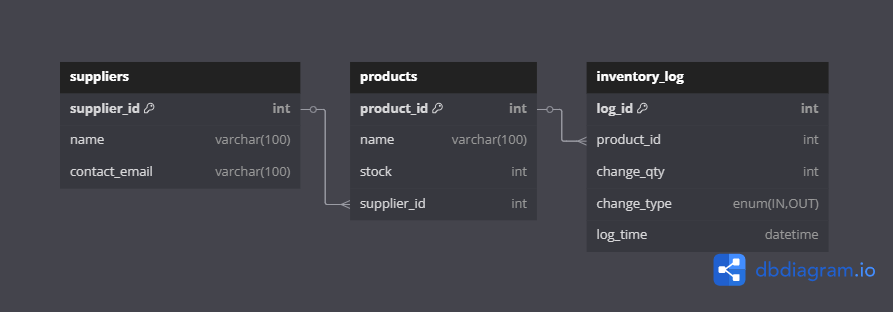 suppliers
supplier_id int
name varchar(100)
contact_email varchar(100)
products
product_id int
name varchar(100)
stock int
supplier_id int
inventory_log
log_id int
product_id int
change_qty int
change_type enum(IN,OUT)
log_time datetime
dbdiagram.io